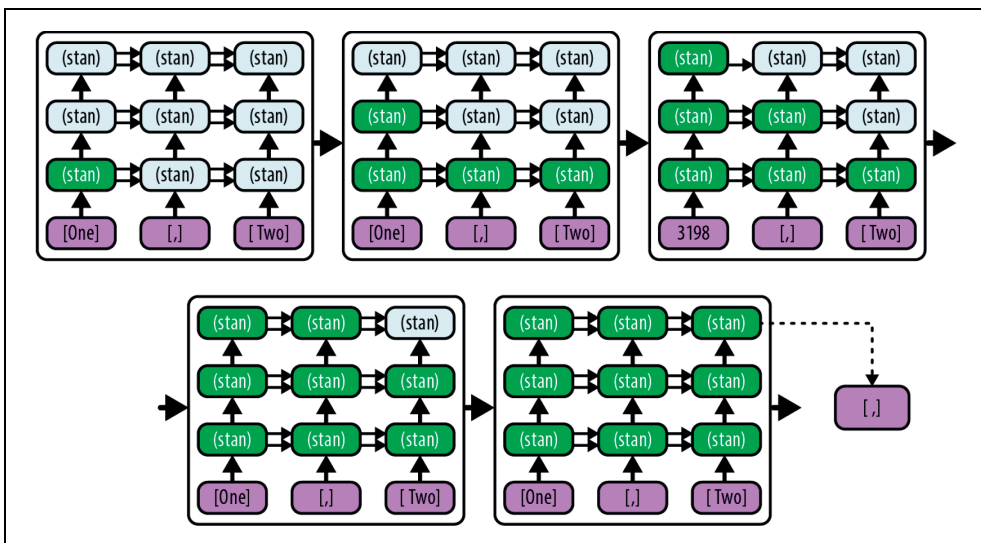 (stan) (stan) (stan) (stan) (stan) (stan) (stan) (stan) (stan)
(stan) (stan) (stan) (stan) (stan) (stan) (stan) (stan) (stan)
(stan) (stan) (stan) (stan) (stan) (stan) (stan) (stan) (stan)
[One] [,] [ Two] [One] [,] [ Two] 3198 [,] [ Two]
(stan) (stan) (stan) (stan) (stan) (stan)
(stan) (stan) (stan) (stan) (stan) (stan)
[ ,]
(stan) (stan) (stan) (stan) (stan) (stan)
[One] [,] [ Two] [One] [,] [ Two]